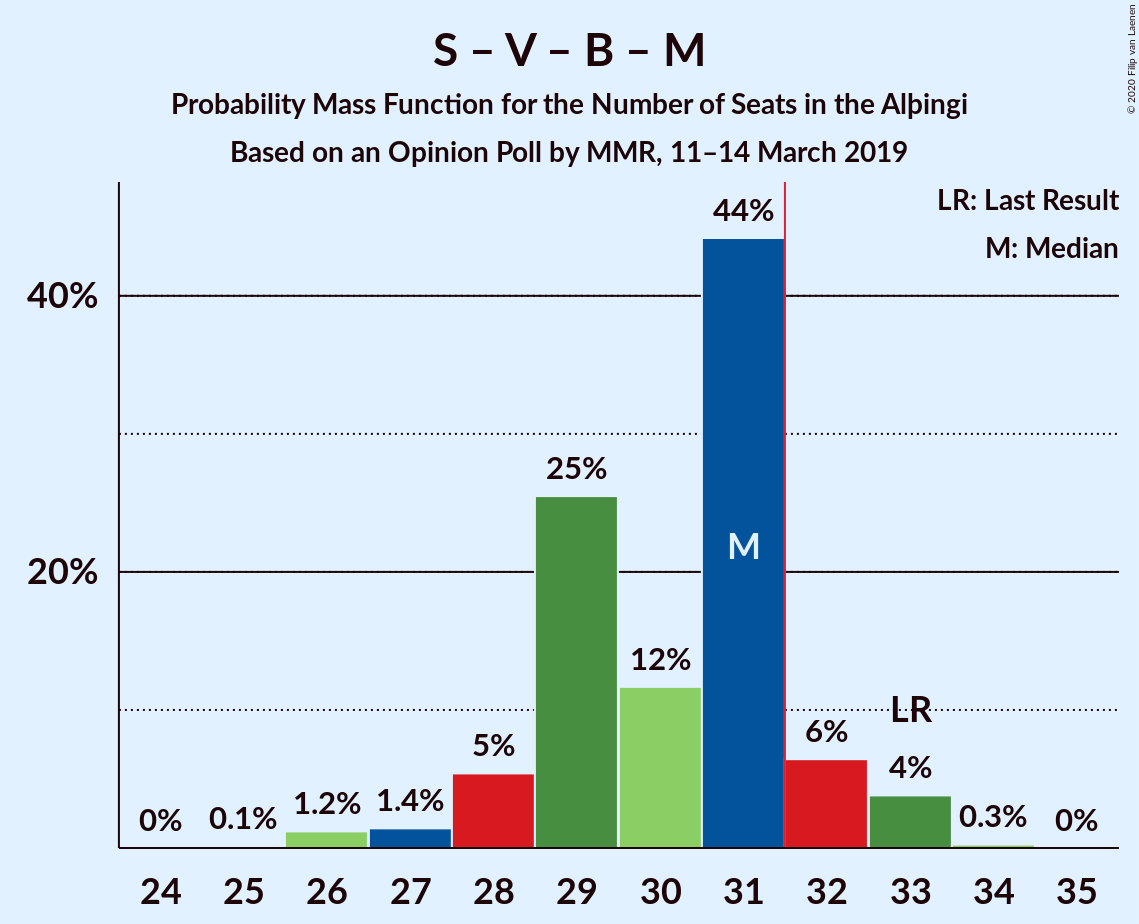 S – V – B – M
Probability Mass Function for the Number of Seats in the Alþingi
Based on an Opinion Poll by MMR, 11–14 March 2019
© 2020 Filip van Laenen
LR: Last Result
M: Median
40%
20%
0%
0.1%
1.2%
1.4%
5%
25%
12%
44%
M
6%
LR
4%
0.3%
0%
24 25 26 27 28 29 30 31 32 33 34 35